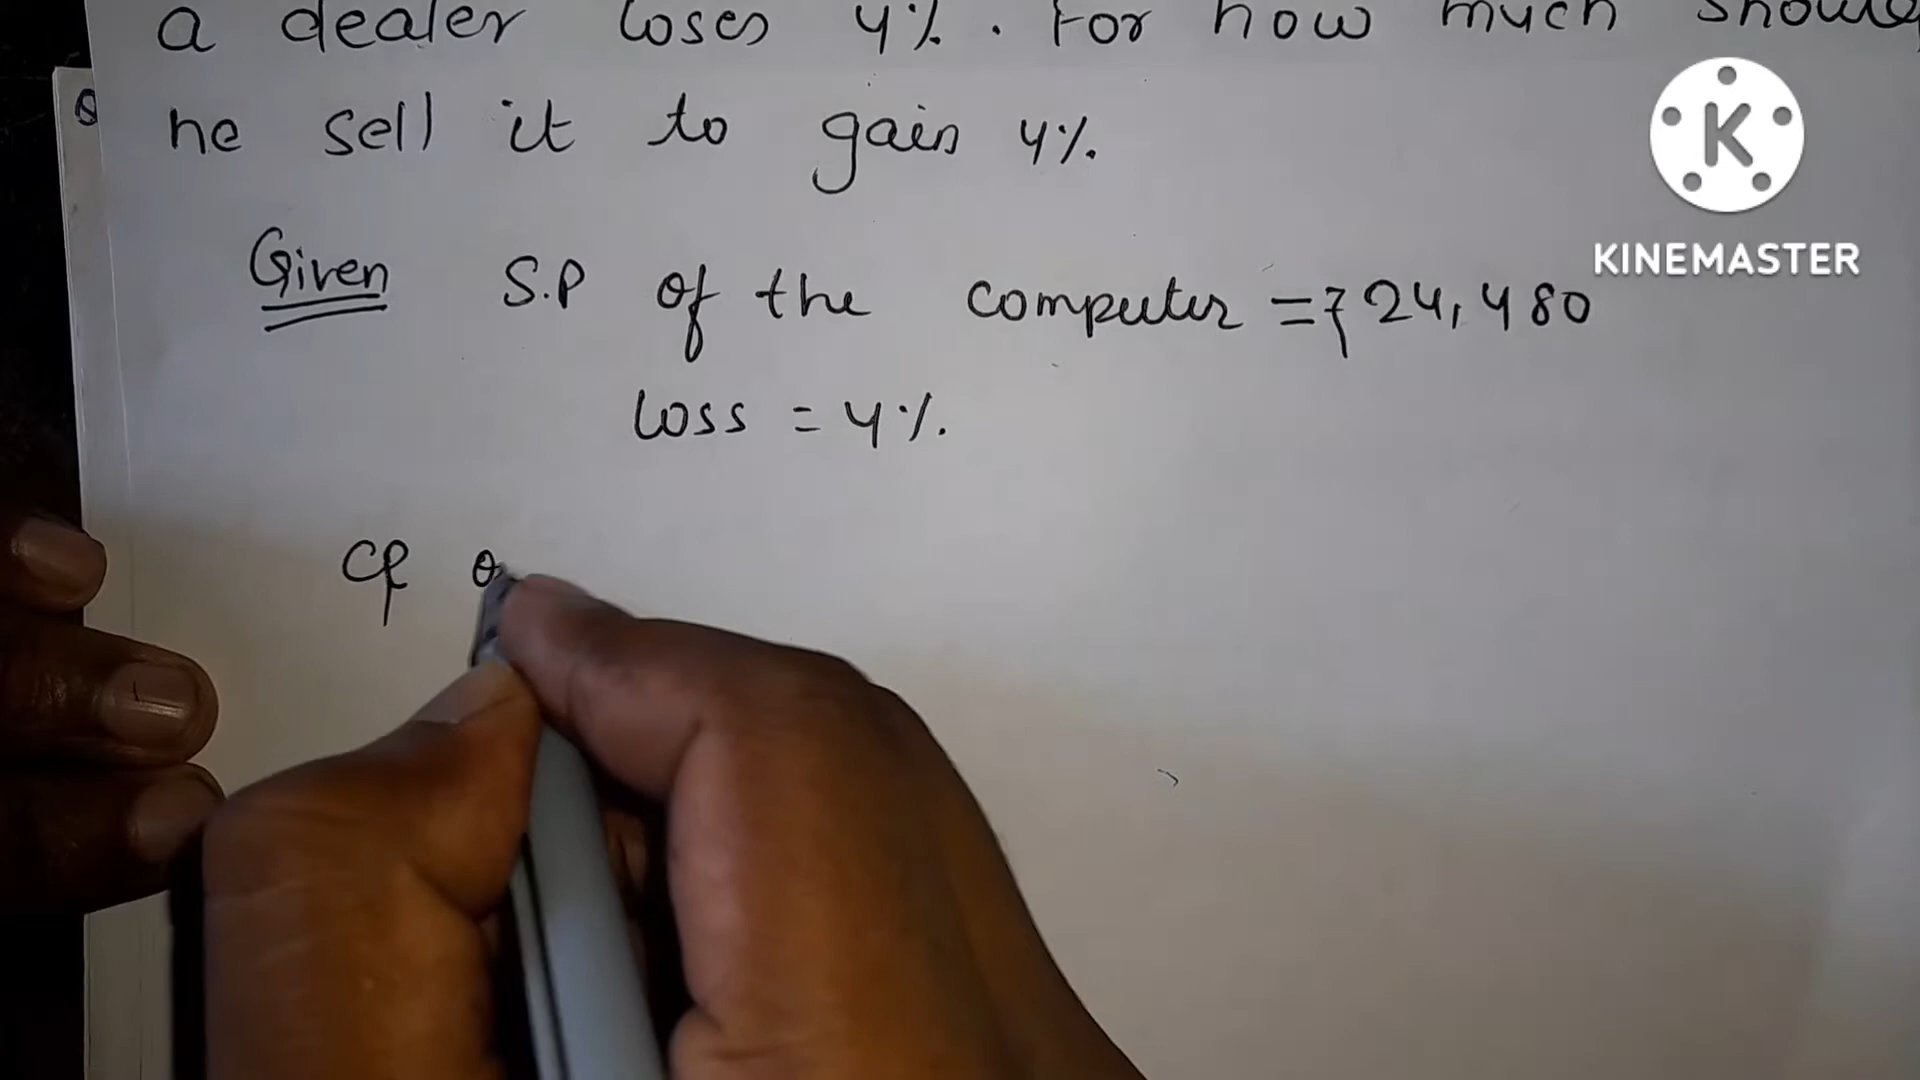 a dealer loses 4%. For how much should
he sell it to gain 4%.
Given S.P of the computer = ₹24,480
loss = 4%.
CP o
K
KINEMASTER